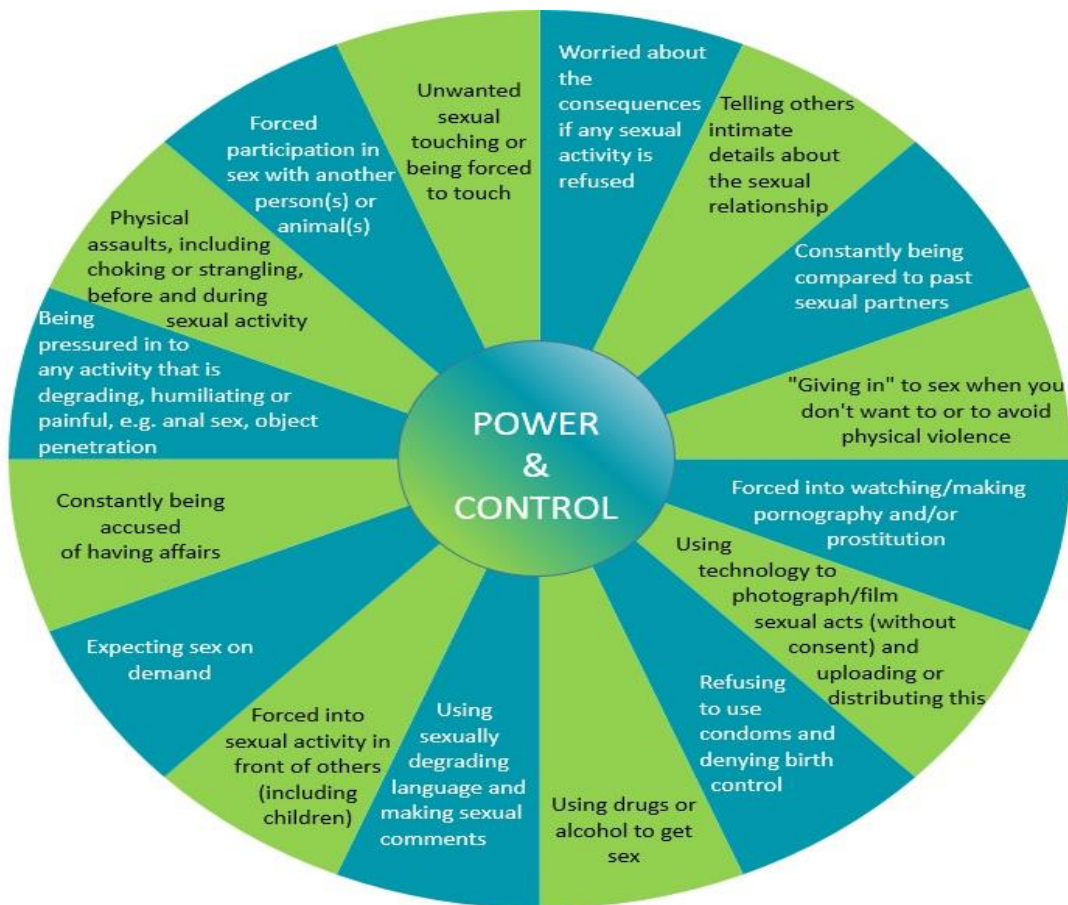 Worried about
the
consequences
if any sexual
activity is
refused
Telling others
intimate
details about
the sexual
relationship
Constantly being
compared to past
sexual partners
"Giving in" to sex when you
don't want to or to avoid
physical violence
Forced into watching/making
pornography and/or
prostitution
Using
technology to
photograph/film
sexual acts (without
consent) and
uploading or
distributing this
Refusing
to use
condoms and
denying birth
control
Using drugs or
alcohol to get
sex
Using
sexually
degrading
language and
making sexual
comments
Forced into
sexual activity in
front of others
(including
children)
Expecting sex on
demand
Constantly being
accused
of having affairs
Being
pressured in to
any activity that is
degrading, humiliating or
painful, e.g. anal sex, object
penetration
Physical
assaults, including
choking or strangling,
before and during
sexual activity
Forced
participation in
sex with another
person(s) or
animal(s)
Unwanted
sexual
touching or
being forced
to touch
POWER
&
CONTROL